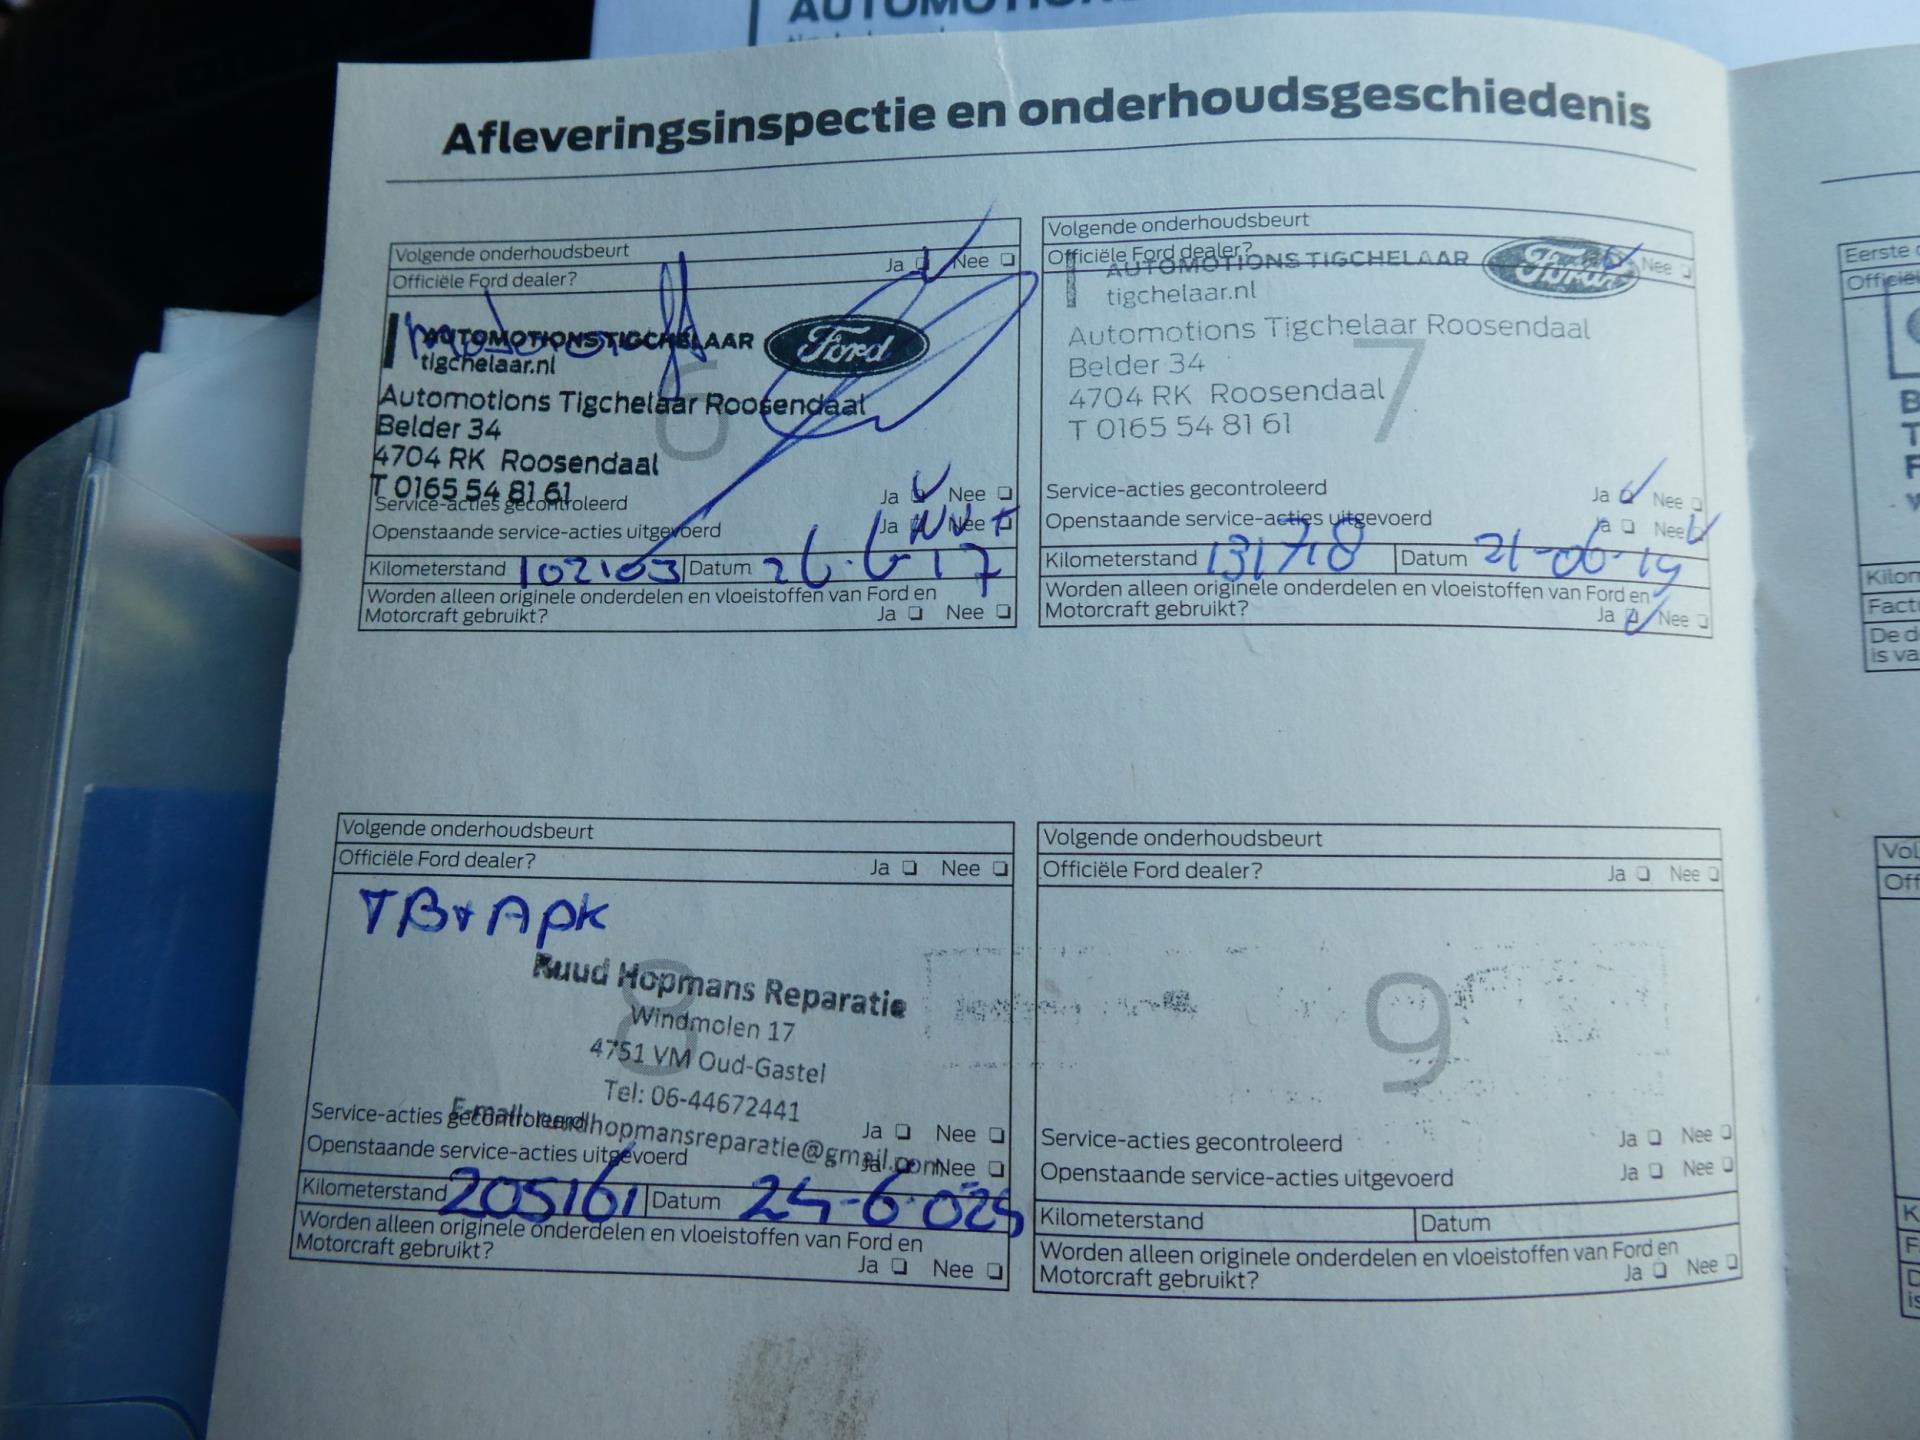 Afleveringsinspectie en onderhoudsgeschiedenis
Volgende onderhoudsbeurt
Officiële Ford dealer? Ja Nee
AUTOMOTIONS TIGCHELAAR Ford
tigchelaar.nl
Automotions Tigchelaar Roosendaal
Belder 34
4704 RK Roosendaal
T 0165 54 81 61
6
Service-acties gecontroleerd Ja Nee
Openstaande service-acties uitgevoerd Ja Nee
Kilometerstand 102103 Datum 26-6-17
Worden alleen originele onderdelen en vloeistoffen van Ford en
Motorcraft gebruikt? Ja Nee
Volgende onderhoudsbeurt
Officiële Ford dealer? Nee
AUTOMOTIONS TIGCHELAAR Ford
tigchelaar.nl
Automotions Tigchelaar Roosendaal
Belder 34
4704 RK Roosendaal
T 0165 54 81 61
7
Service-acties gecontroleerd Ja Nee
Openstaande service-acties uitgevoerd Ja Nee
Kilometerstand 131718 Datum 21-06-19
Worden alleen originele onderdelen en vloeistoffen van Ford en
Motorcraft gebruikt? Ja Nee
Volgende onderhoudsbeurt
Officiële Ford dealer? Ja Nee
APK
Ruud Hopmans Reparatie
Windmolen 17
4751 VM Oud-Gastel
Tel: 06-44672441
E-mail: ruudhopmansreparatie@gmail.com
8
Service-acties gecontroleerd Ja Nee
Openstaande service-acties uitgevoerd Ja Nee
Kilometerstand 205161 Datum
Worden alleen originele onderdelen en vloeistoffen van Ford en
Motorcraft gebruikt? Ja Nee
Volgende onderhoudsbeurt
Officiële Ford dealer? Ja Nee
9
Service-acties gecontroleerd Ja Nee
Openstaande service-acties uitgevoerd Ja Nee
Kilometerstand Datum
Worden alleen originele onderdelen en vloeistoffen van Ford en
Motorcraft gebruikt? Ja Nee
Eerste